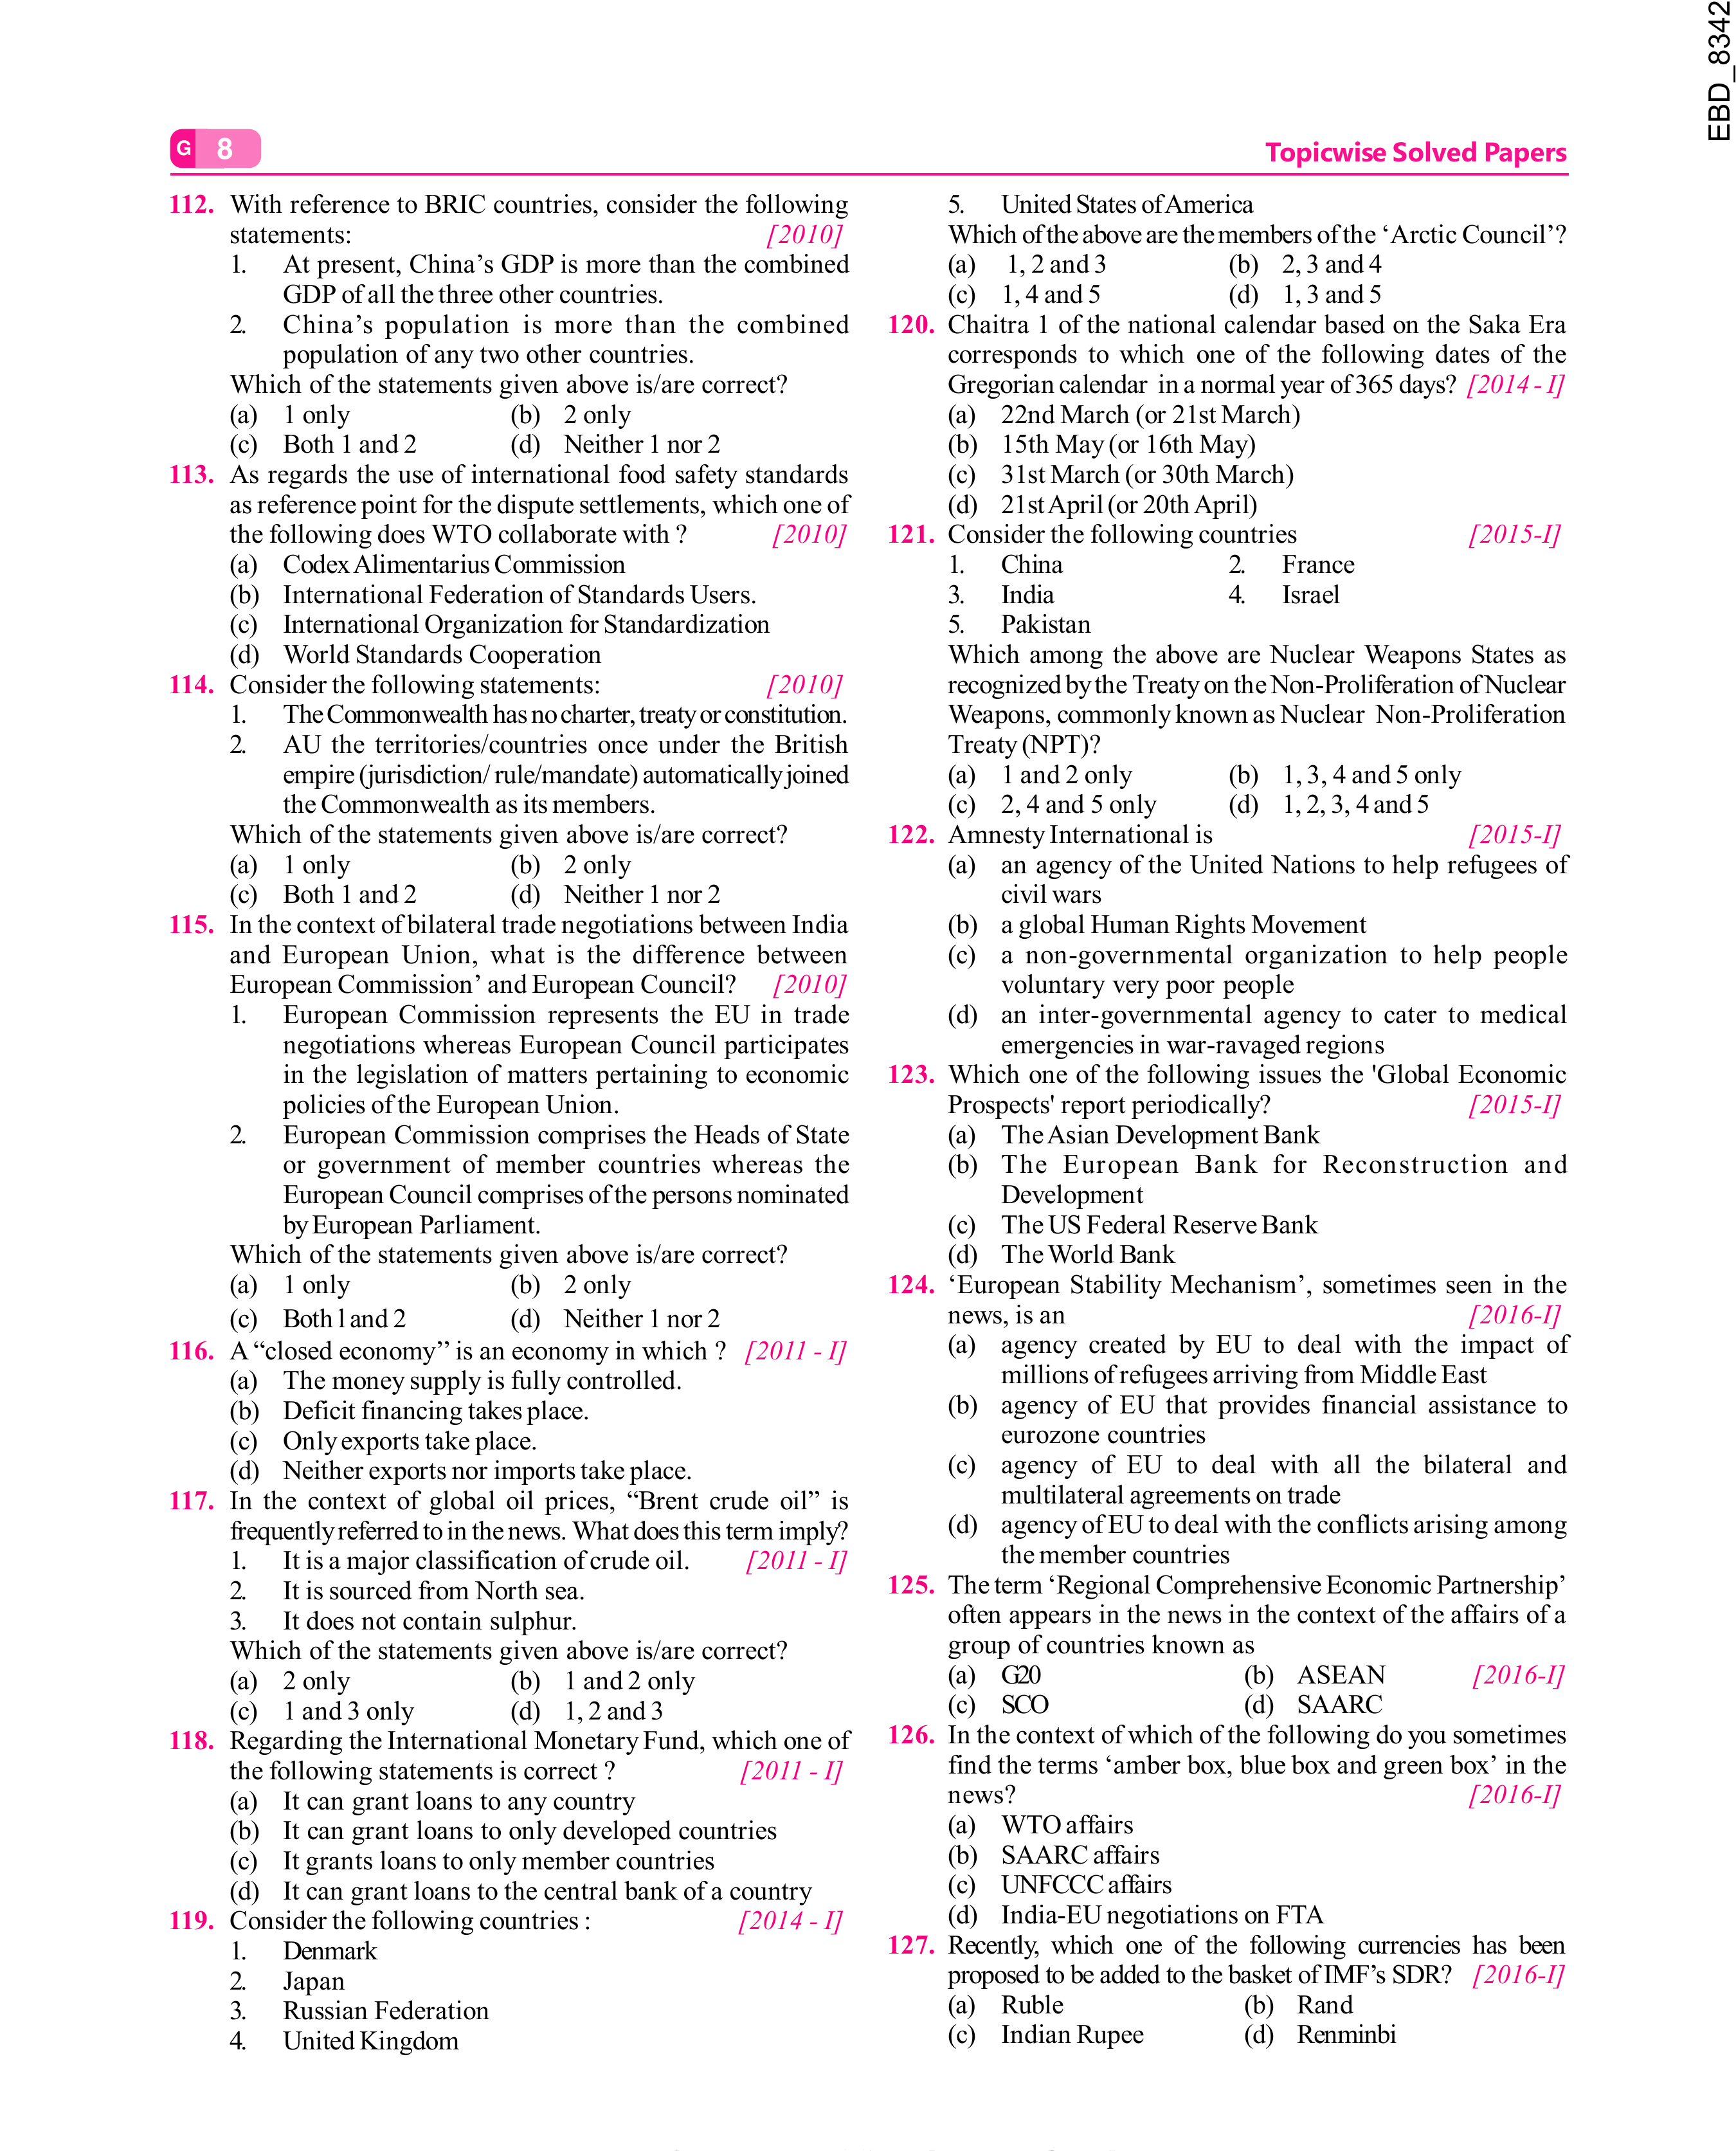 EBD_8342
G 8
Topicwise Solved Papers
112. With reference to BRIC countries, consider the following
statements: [2010]
1. At present, China’s GDP is more than the combined
GDP of all the three other countries.
2. China’s population is more than the combined
population of any two other countries.
Which of the statements given above is/are correct?
(a) 1 only (b) 2 only
(c) Both 1 and 2 (d) Neither 1 nor 2
113. As regards the use of international food safety standards
as reference point for the dispute settlements, which one of
the following does WTO collaborate with ? [2010]
(a) Codex Alimentarius Commission
(b) International Federation of Standards Users.
(c) International Organization for Standardization
(d) World Standards Cooperation
114. Consider the following statements: [2010]
1. The Commonwealth has no charter, treaty or constitution.
2. AU the territories/countries once under the British
empire (jurisdiction/ rule/mandate) automatically joined
the Commonwealth as its members.
Which of the statements given above is/are correct?
(a) 1 only (b) 2 only
(c) Both 1 and 2 (d) Neither 1 nor 2
115. In the context of bilateral trade negotiations between India
and European Union, what is the difference between
European Commission’ and European Council? [2010]
1. European Commission represents the EU in trade
negotiations whereas European Council participates
in the legislation of matters pertaining to economic
policies of the European Union.
2. European Commission comprises the Heads of State
or government of member countries whereas the
European Council comprises of the persons nominated
by European Parliament.
Which of the statements given above is/are correct?
(a) 1 only (b) 2 only
(c) Both l and 2 (d) Neither 1 nor 2
116. A “closed economy’’ is an economy in which ? [2011 - I]
(a) The money supply is fully controlled.
(b) Deficit financing takes place.
(c) Only exports take place.
(d) Neither exports nor imports take place.
117. In the context of global oil prices, “Brent crude oil” is
frequently referred to in the news. What does this term imply?
1. It is a major classification of crude oil. [2011 - I]
2. It is sourced from North sea.
3. It does not contain sulphur.
Which of the statements given above is/are correct?
(a) 2 only (b) 1 and 2 only
(c) 1 and 3 only (d) 1, 2 and 3
118. Regarding the International Monetary Fund, which one of
the following statements is correct ? [2011 - I]
(a) It can grant loans to any country
(b) It can grant loans to only developed countries
(c) It grants loans to only member countries
(d) It can grant loans to the central bank of a country
119. Consider the following countries : [2014 - I]
1. Denmark
2. Japan
3. Russian Federation
4. United Kingdom
5. United States of America
Which of the above are the members of the ‘Arctic Council’?
(a) 1, 2 and 3 (b) 2, 3 and 4
(c) 1, 4 and 5 (d) 1, 3 and 5
120. Chaitra 1 of the national calendar based on the Saka Era
corresponds to which one of the following dates of the
Gregorian calendar in a normal year of 365 days? [2014 - I]
(a) 22nd March (or 21st March)
(b) 15th May (or 16th May)
(c) 31st March (or 30th March)
(d) 21st April (or 20th April)
121. Consider the following countries [2015-I]
1. China 2. France
3. India 4. Israel
5. Pakistan
Which among the above are Nuclear Weapons States as
recognized by the Treaty on the Non-Proliferation of Nuclear
Weapons, commonly known as Nuclear Non-Proliferation
Treaty (NPT)?
(a) 1 and 2 only (b) 1, 3, 4 and 5 only
(c) 2, 4 and 5 only (d) 1, 2, 3, 4 and 5
122. Amnesty International is [2015-I]
(a) an agency of the United Nations to help refugees of
civil wars
(b) a global Human Rights Movement
(c) a non-governmental organization to help people
voluntary very poor people
(d) an inter-governmental agency to cater to medical
emergencies in war-ravaged regions
123. Which one of the following issues the 'Global Economic
Prospects' report periodically? [2015-I]
(a) The Asian Development Bank
(b) The European Bank for Reconstruction and
Development
(c) The US Federal Reserve Bank
(d) The World Bank
124. ‘European Stability Mechanism’, sometimes seen in the
news, is an [2016-I]
(a) agency created by EU to deal with the impact of
millions of refugees arriving from Middle East
(b) agency of EU that provides financial assistance to
eurozone countries
(c) agency of EU to deal with all the bilateral and
multilateral agreements on trade
(d) agency of EU to deal with the conflicts arising among
the member countries
125. The term ‘Regional Comprehensive Economic Partnership’
often appears in the news in the context of the affairs of a
group of countries known as
(a) G20 (b) ASEAN [2016-I]
(c) SCO (d) SAARC
126. In the context of which of the following do you sometimes
find the terms ‘amber box, blue box and green box’ in the
news? [2016-I]
(a) WTO affairs
(b) SAARC affairs
(c) UNFCCC affairs
(d) India-EU negotiations on FTA
127. Recently, which one of the following currencies has been
proposed to be added to the basket of IMF’s SDR? [2016-I]
(a) Ruble (b) Rand
(c) Indian Rupee (d) Renminbi